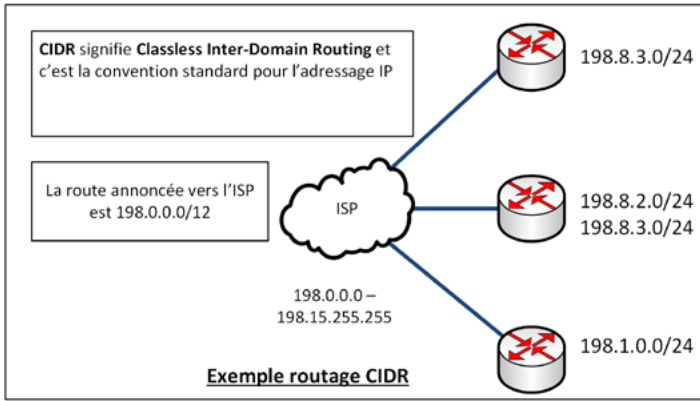 CIDR signifie Classless Inter-Domain Routing et
c'est la convention standard pour l'adressage IP
198.8.3.0/24
La route annoncée vers l'ISP
est 198.0.0.0/12
ISP
198.8.2.0/24
198.8.3.0/24
198.0.0.0 –
198.15.255.255
198.1.0.0/24
Exemple routage CIDR